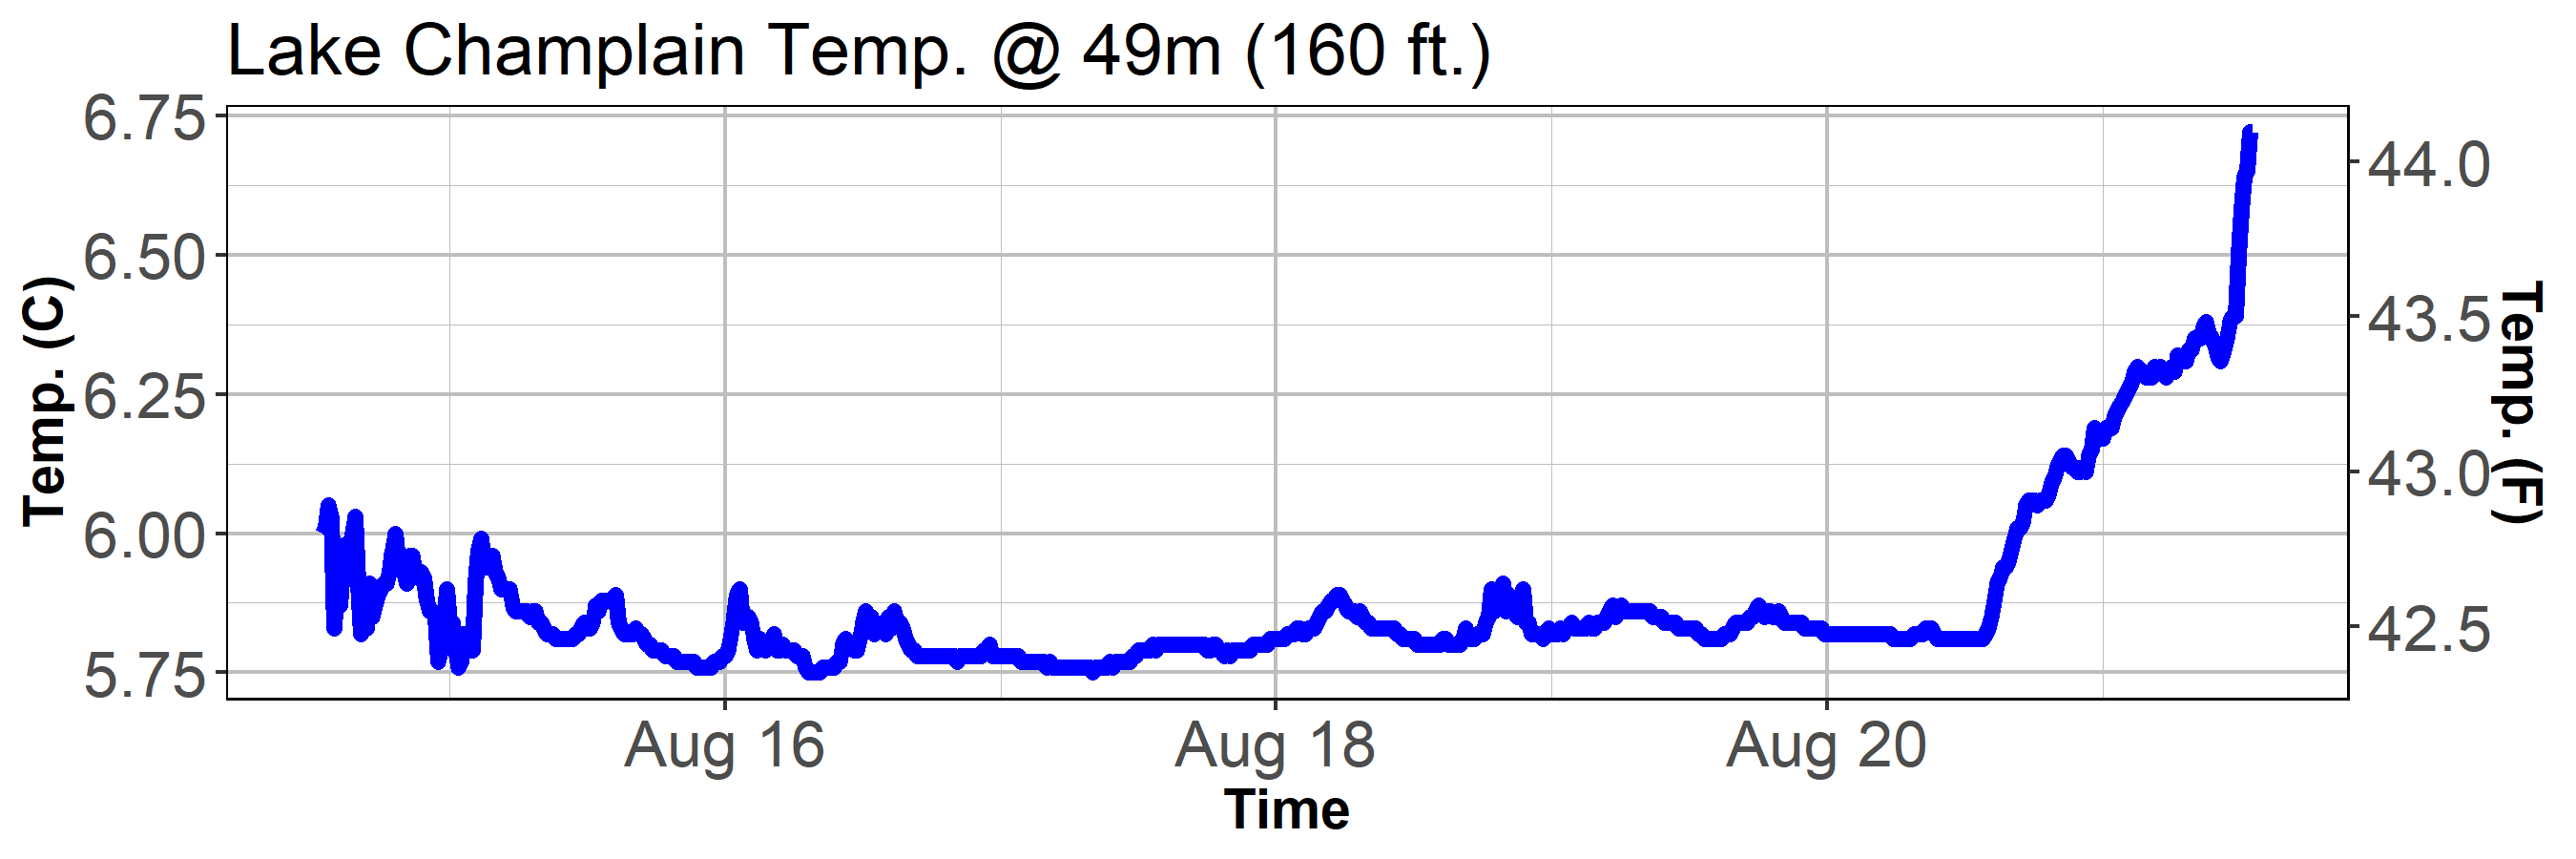 Lake Champlain Temp. @ 49m (160 ft.)
6.75
6.50
6.25
6.00
5.75
Temp. (C)
44.0
43.5
43.0
42.5
Temp. (F)
Aug 16
Aug 18
Aug 20
Time